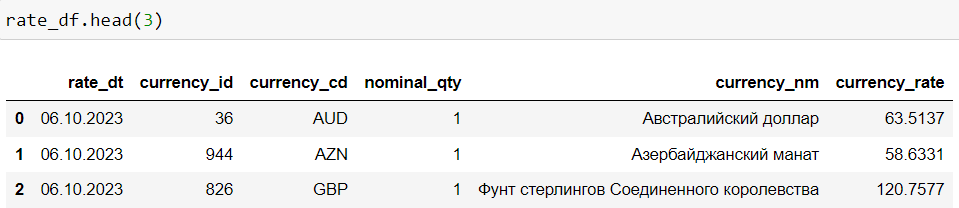 rate_df.head(3)
rate_dt currency_id currency_cd nominal_qty currency_nm currency_rate
0 06.10.2023 36 AUD 1 Австралийский доллар 63.5137
1 06.10.2023 944 AZN 1 Азербайджанский манат 58.6331
2 06.10.2023 826 GBP 1 Фунт стерлингов Соединенного королевства 120.7577